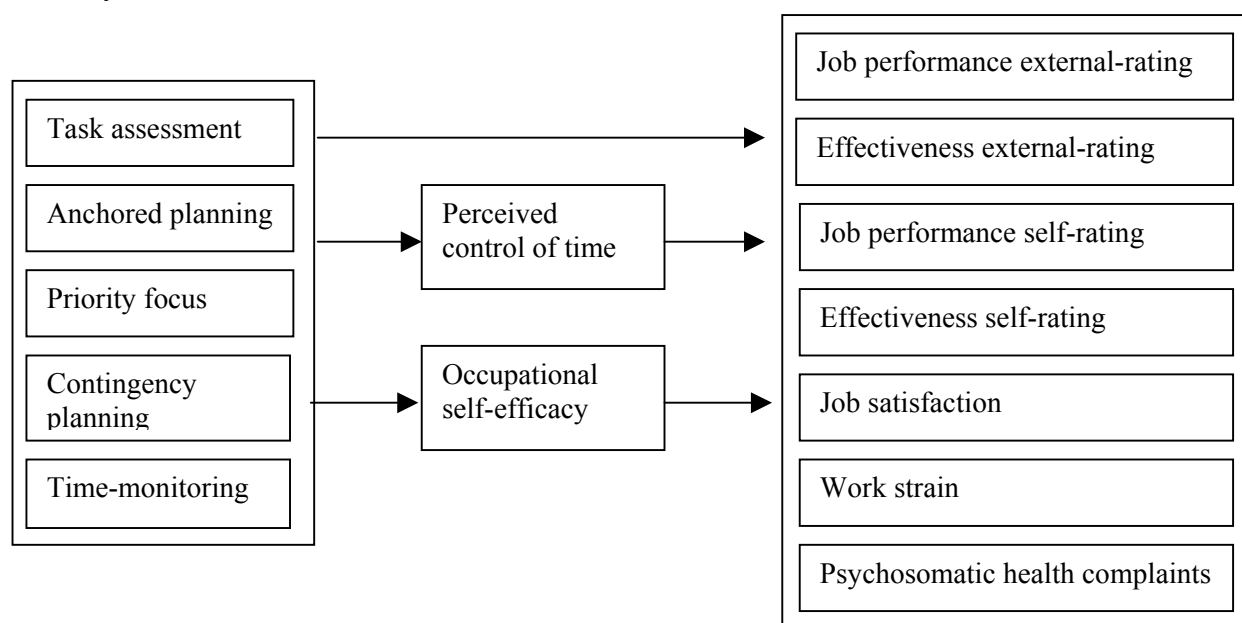 Task assessment
Anchored planning
Priority focus
Contingency
planning
Time-monitoring
Perceived
control of time
Occupational
self-efficacy
Job performance external-rating
Effectiveness external-rating
Job performance self-rating
Effectiveness self-rating
Job satisfaction
Work strain
Psychosomatic health complaints